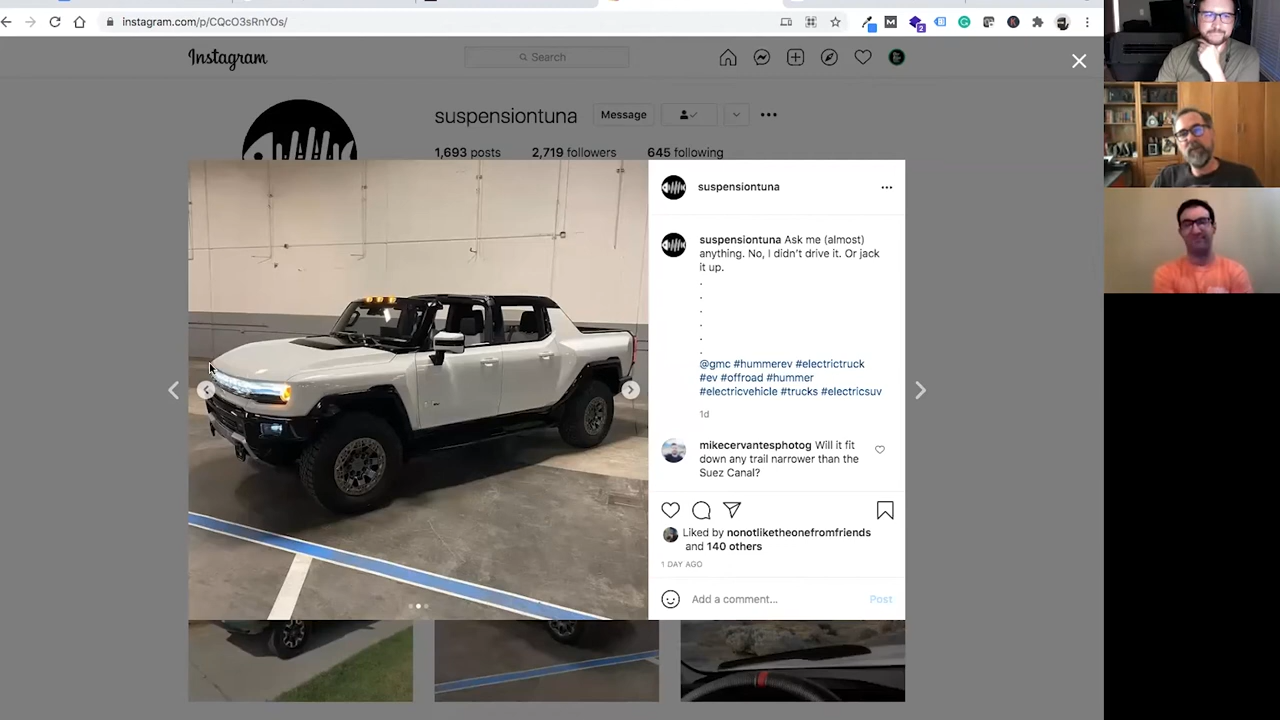 instagram.com/p/CQcO3sRnYOs/
2
Instagram
Search
suspensiontuna
Message
1,693 posts
2,719 followers
645 following
suspensiontuna
suspensiontuna Ask me (almost)
anything. No, I didn't drive it. Or jack
it up.
.
.
.
.
.
.
@gmc #hummerev #electrictruck
#ev #offroad #hummer
#electricvehicle #trucks #electricsuv
1d
mikecervantesphotog Will it fit
down any trail narrower than the
Suez Canal?
Liked by nonotliketheonefromfriends
and 140 others
1 DAY AGO
Add a comment...
Post